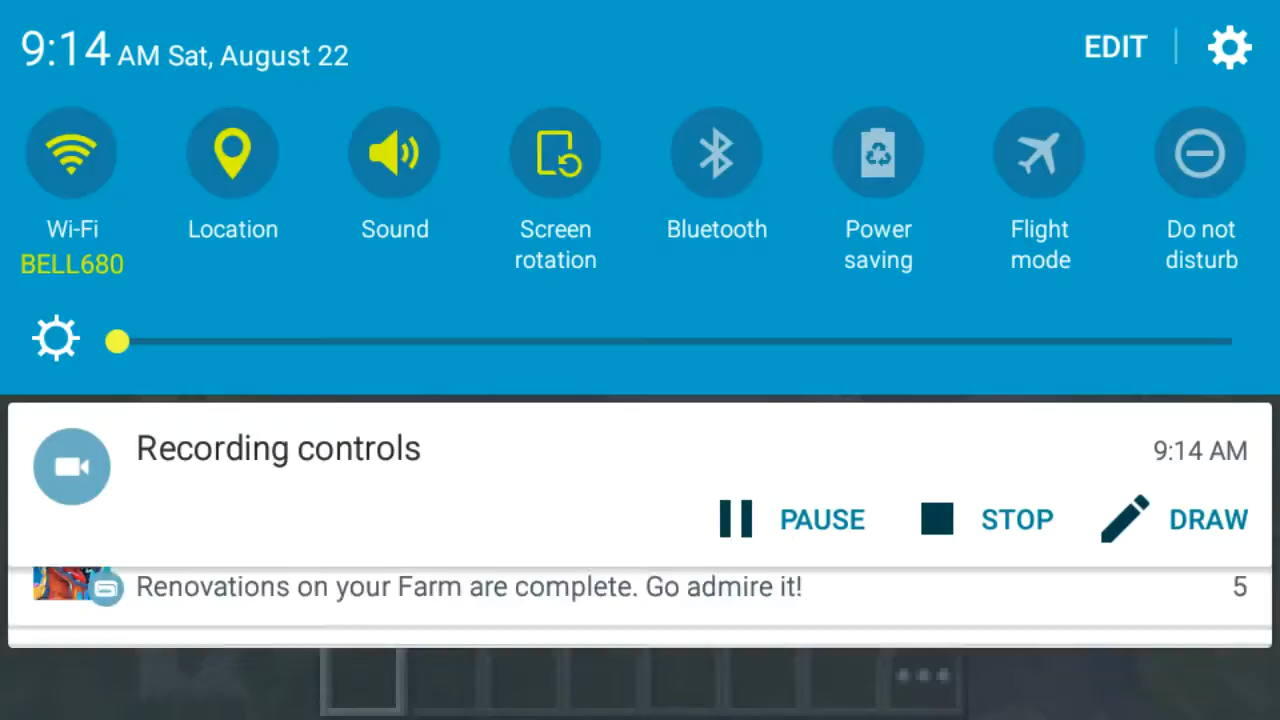 9:14 AM Sat, August 22 EDIT
Wi-Fi Location Sound Screen rotation Bluetooth Power saving Flight mode Do not disturb
BELL680
Recording controls 9:14 AM
PAUSE STOP DRAW
Renovations on your Farm are complete. Go admire it! 5